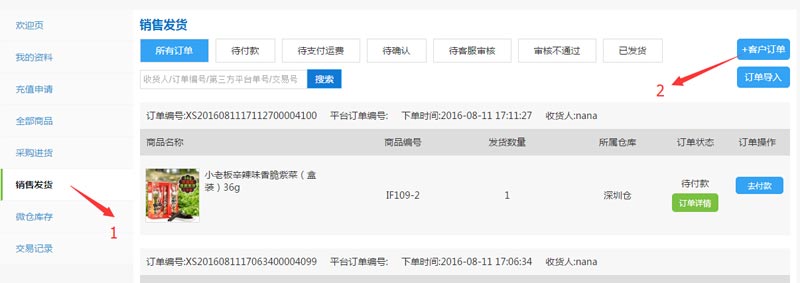 欢迎页
我的资料
充值申请
全部商品
采购进货
销售发货
微仓库存
交易记录
1
销售发货
所有订单 待付款 待支付运费 待确认 待客服审核 审核不通过 已发货
+客户订单
2
收货人/订单编号/第三方平台单号/交易号 搜索
订单导入
订单编号:XS2016081117112700004100 平台订单编号: 下单时间:2016-08-11 17:11:27 收货人:nana
商品名称 商品编号 发货数量 所属仓库 订单状态 订单操作
小老板辛辣味香脆紫菜（盒装）36g
IF109-2 1 深圳仓 待付款 去付款
订单详情
订单编号:XS2016081117063400004099 平台订单编号: 下单时间:2016-08-11 17:06:34 收货人:nana